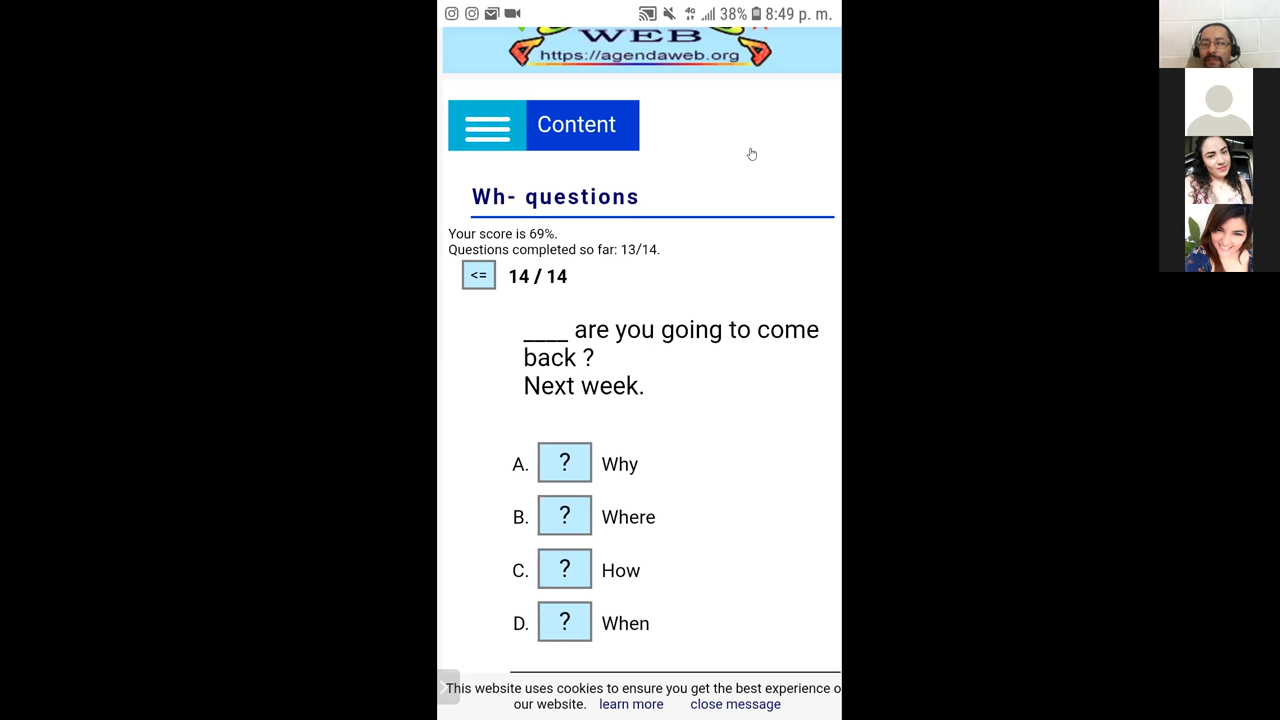 38% 8:49 p. m.
WEB
https://agendaweb.org
Content
Wh- questions
Your score is 69%.
Questions completed so far: 13/14.
<= 14 / 14
____ are you going to come
back ?
Next week.
A. ? Why
B. ? Where
C. ? How
D. ? When
This website uses cookies to ensure you get the best experience o
our website. learn more close message